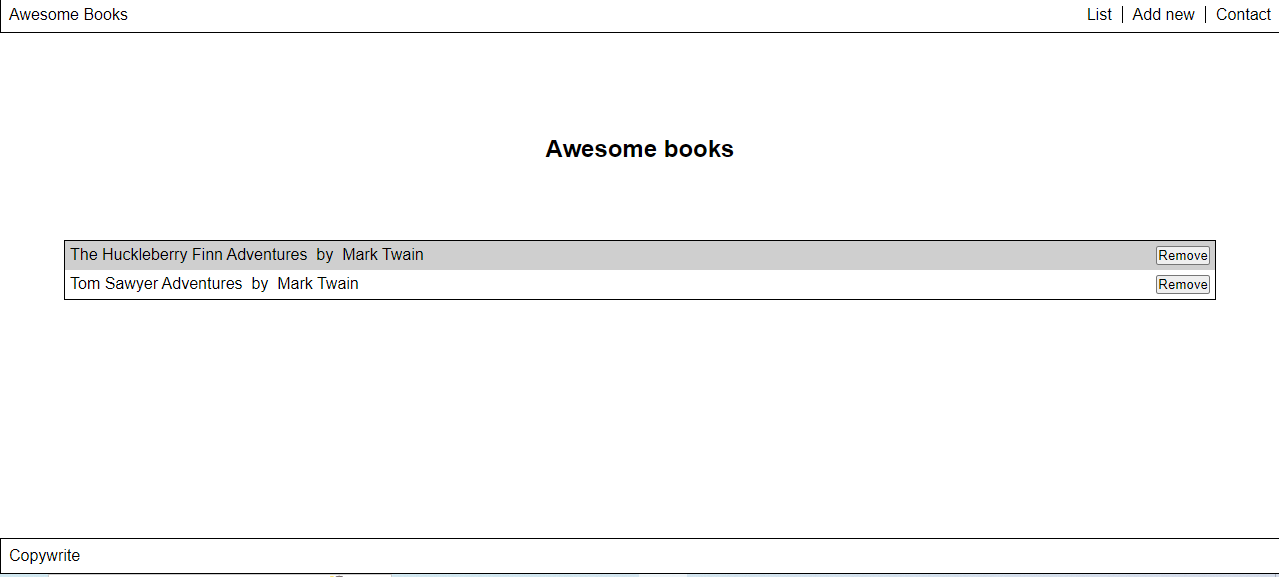 Awesome Books List Add new Contact
Awesome books
The Huckleberry Finn Adventures by Mark Twain Remove
Tom Sawyer Adventures by Mark Twain Remove
Copywrite